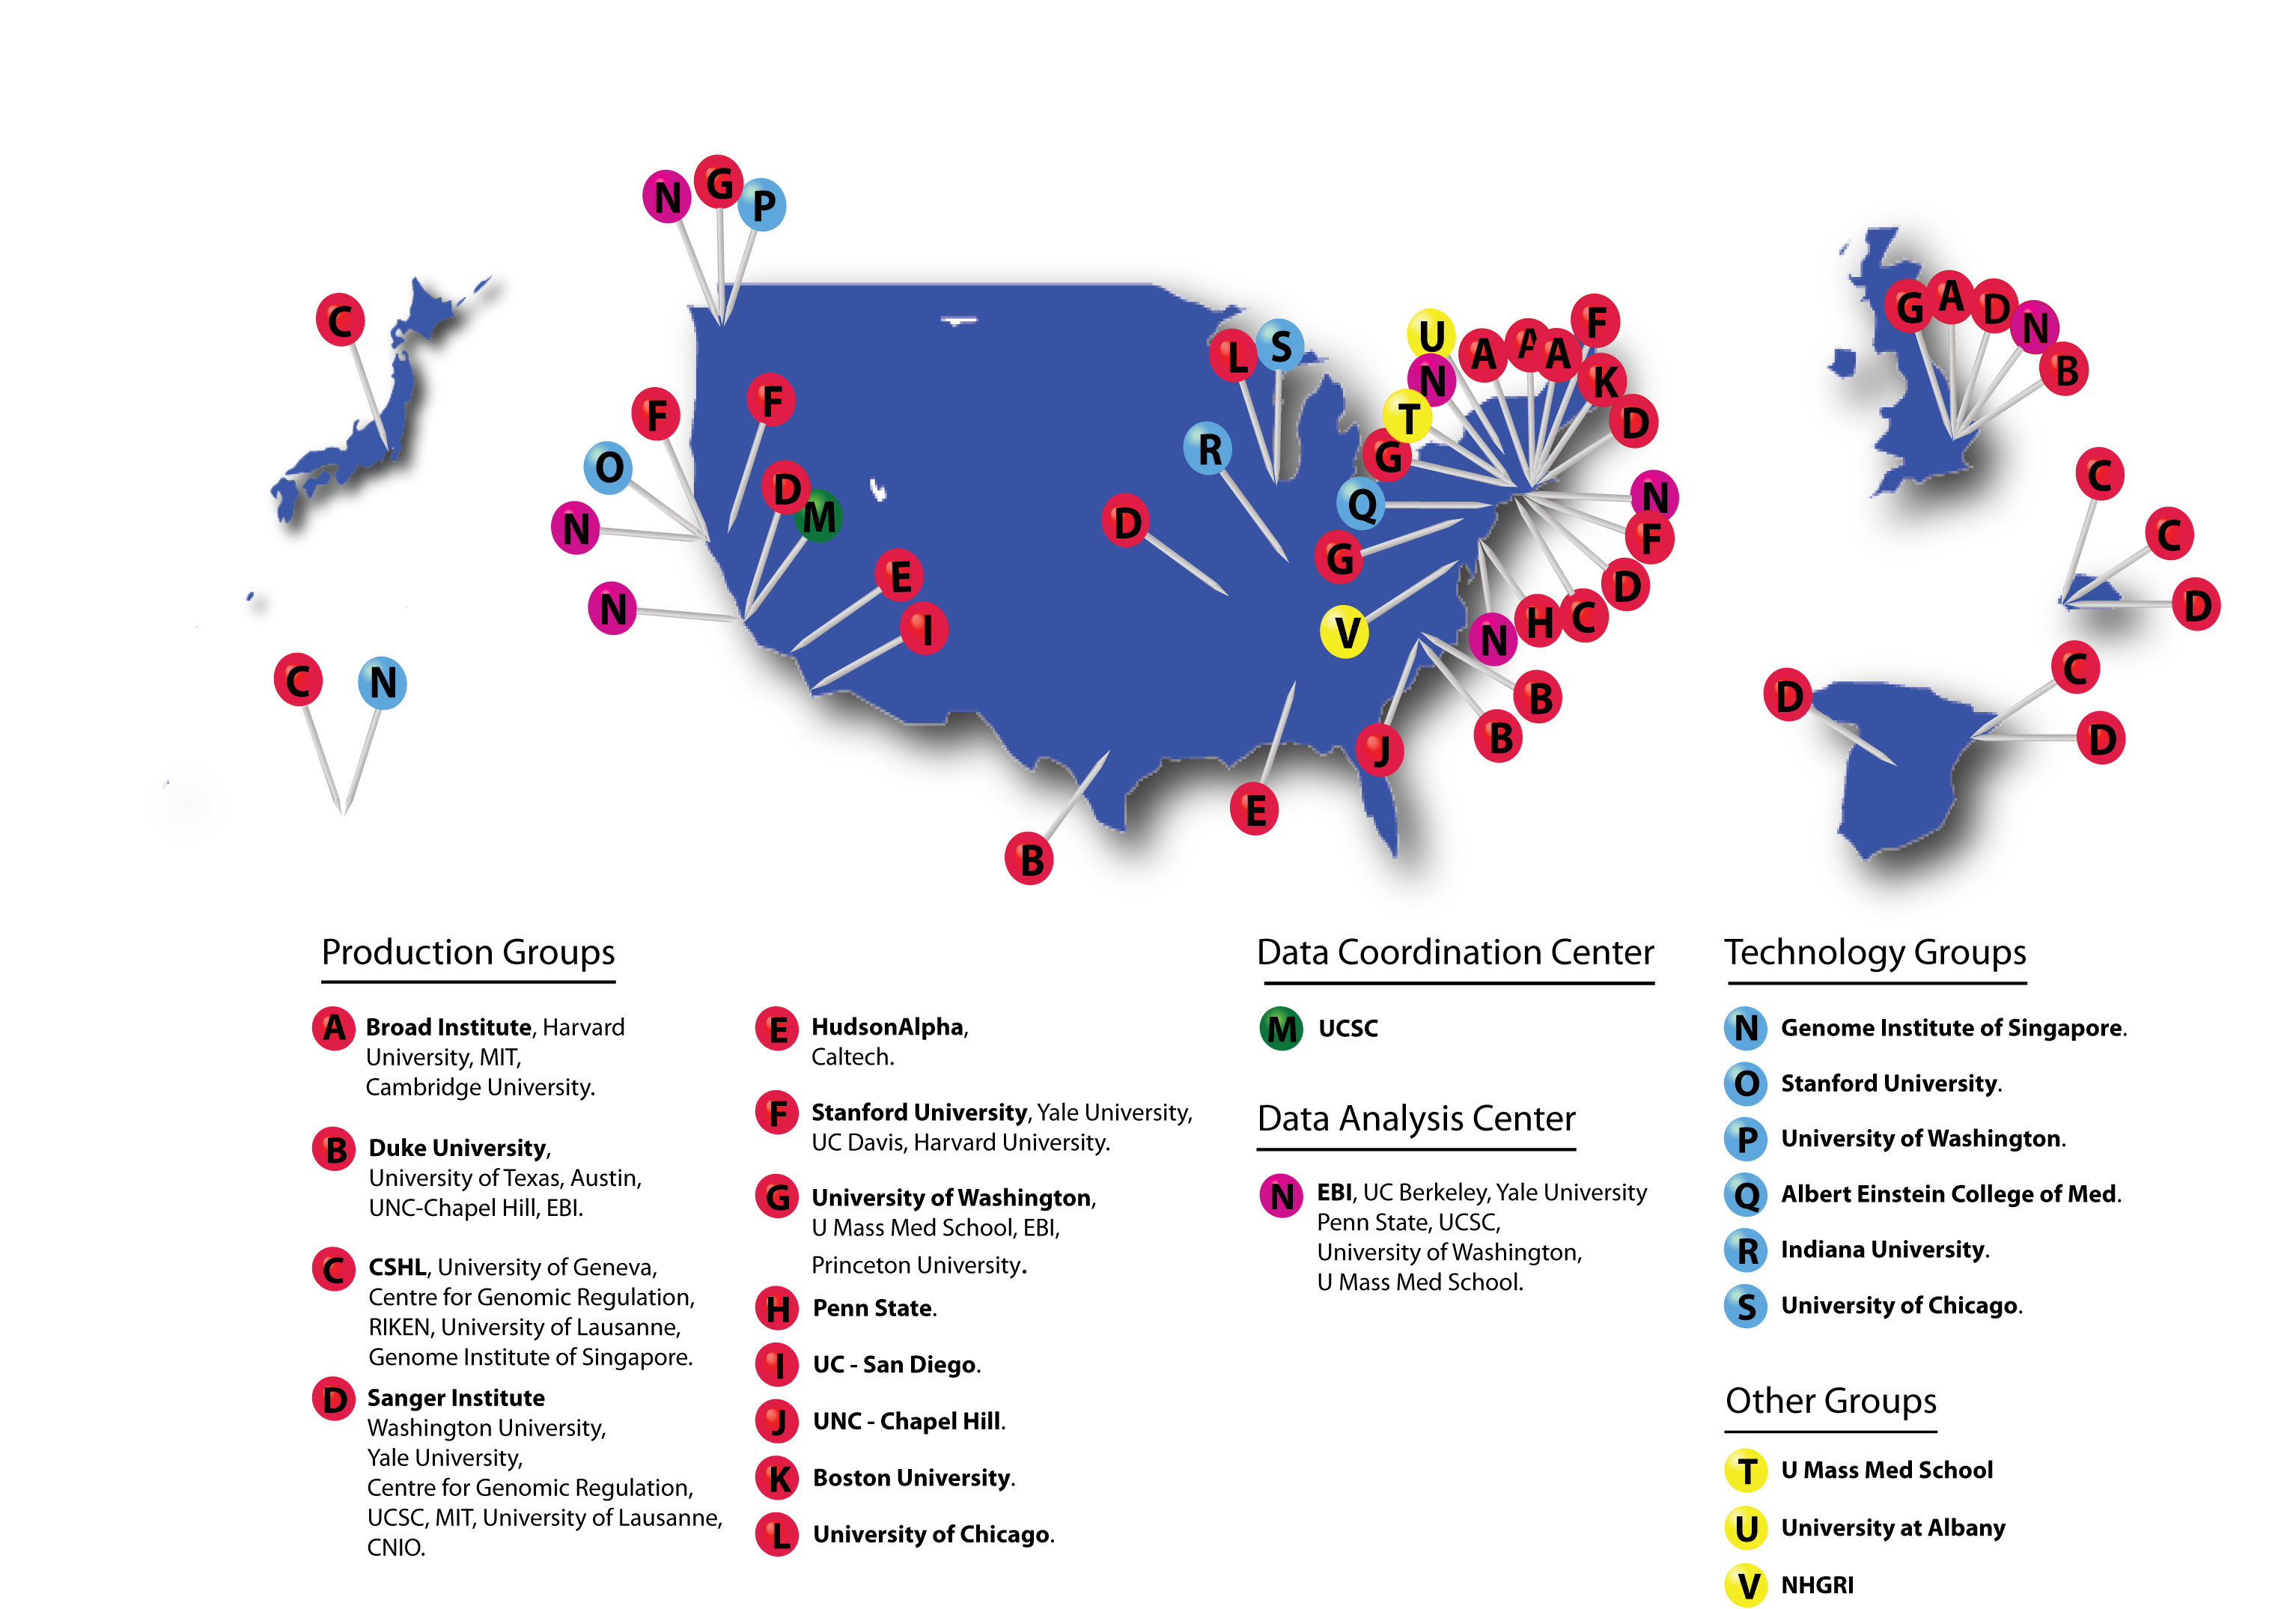 N G P
C
F F
O
D M
N
E
N
I
C N
L S
R
D
U A A A F
N K
T D
G
Q N
G F
D
V H C
N
B
J B
E
B
G A D N
B
C
C
D
C
D D
Production Groups
A Broad Institute, Harvard
University, MIT,
Cambridge University.
B Duke University,
University of Texas, Austin,
UNC-Chapel Hill, EBI.
C CSHL, University of Geneva,
Centre for Genomic Regulation,
RIKEN, University of Lausanne,
Genome Institute of Singapore.
D Sanger Institute
Washington University,
Yale University,
Centre for Genomic Regulation,
UCSC, MIT, University of Lausanne,
CNIO.
E HudsonAlpha,
Caltech.
F Stanford University, Yale University,
UC Davis, Harvard University.
G University of Washington,
U Mass Med School, EBI,
Princeton University.
H Penn State.
I UC - San Diego.
J UNC - Chapel Hill.
K Boston University.
L University of Chicago.
Data Coordination Center
M UCSC
Data Analysis Center
N EBI, UC Berkeley, Yale University
Penn State, UCSC,
University of Washington,
U Mass Med School.
Technology Groups
N Genome Institute of Singapore.
O Stanford University.
P University of Washington.
Q Albert Einstein College of Med.
R Indiana University.
S University of Chicago.
Other Groups
T U Mass Med School
U University at Albany
V NHGRI